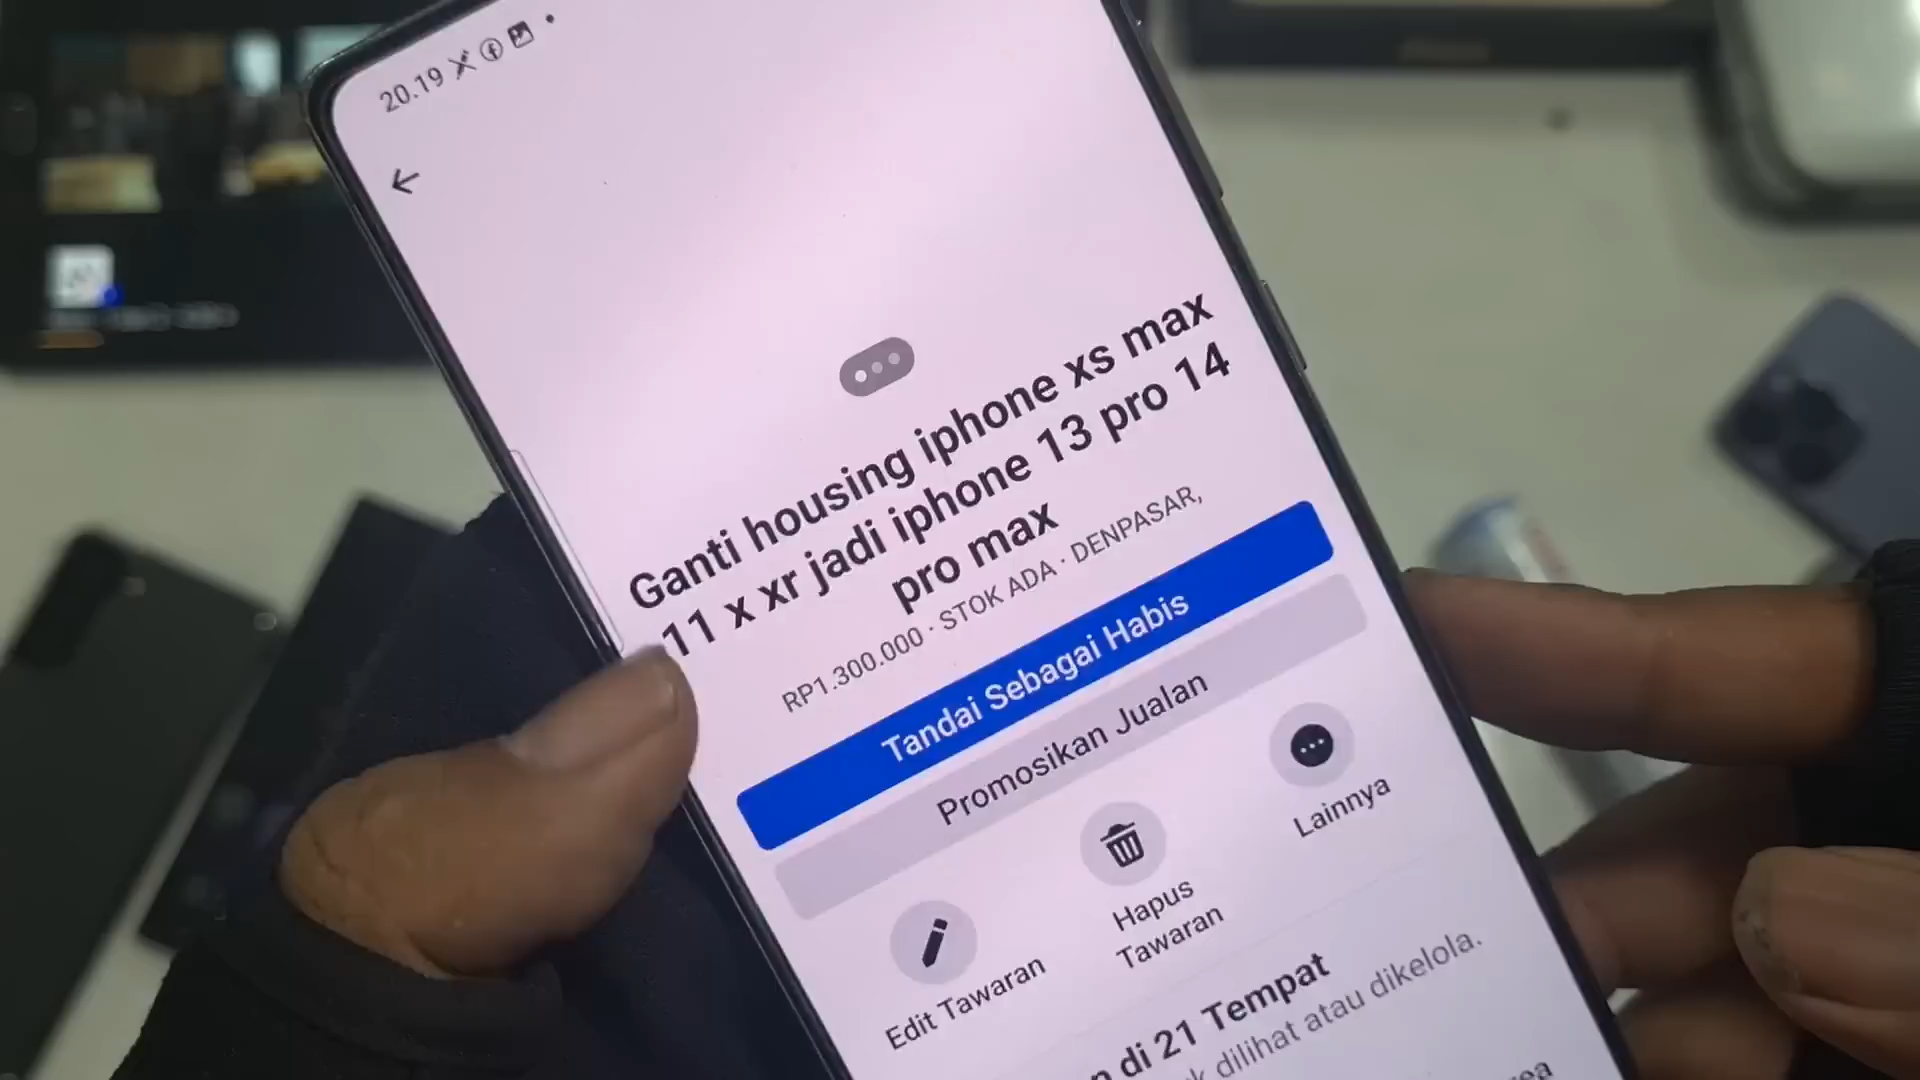 20.19
Ganti housing iphone xs max
11 x xr jadi iphone 13 pro 14
pro max
RP1.300.000 · STOK ADA · DENPASAR,
Tandai Sebagai Habis
Promosikan Jualan
Edit Tawaran
Hapus
Tawaran
Lainnya
di 21 Tempat
dilihat atau dikelola.